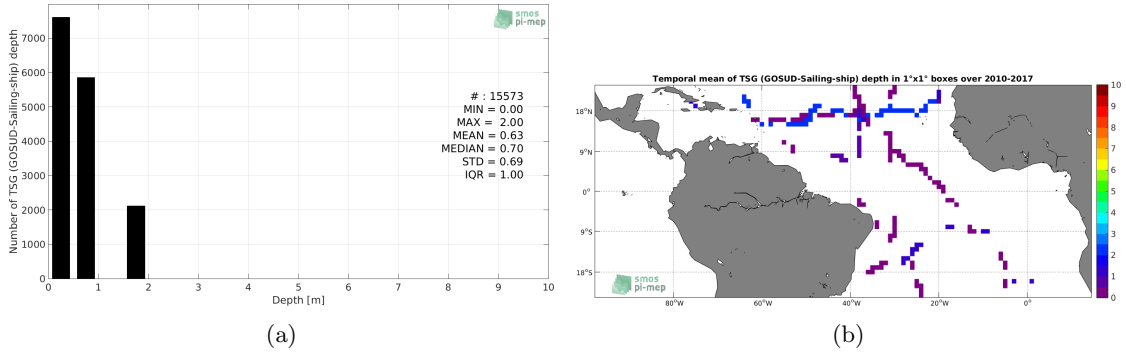 smos
pi-mep
Number of TSG (GOSUD-Sailing-ship) depth
7000
6000
5000
4000
3000
2000
1000
0
# : 15573
MIN = 0.00
MAX = 2.00
MEAN = 0.63
MEDIAN = 0.70
STD = 0.69
IQR = 1.00
0 1 2 3 4 5 6 7 8 9 10
Depth [m]
(a)
Temporal mean of TSG (GOSUD-Sailing-ship) depth in 1°x1° boxes over 2010-2017
18°N
9°N
0°
9°S
18°S
80°W 60°W 40°W 20°W 0°
10
9
8
7
6
5
4
3
2
1
0
smos
pi-mep
(b)